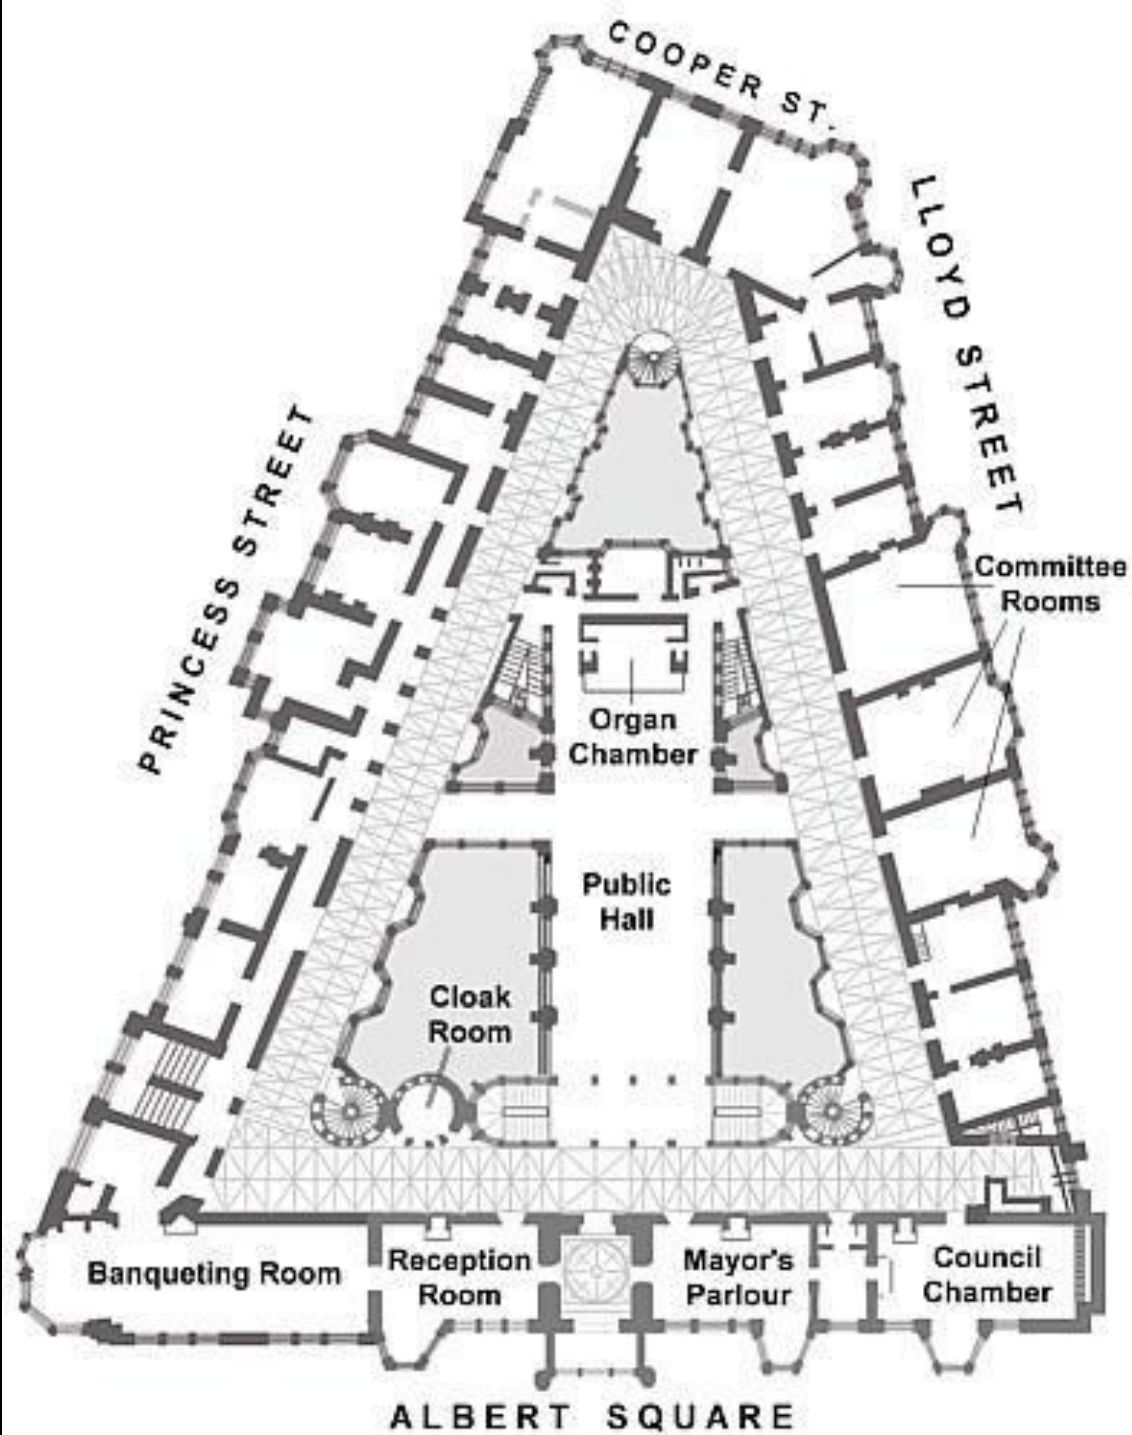 COOPER ST.
LLOYD STREET
PRINCESS STREET
Committee
Rooms
Organ
Chamber
Public
Hall
Cloak
Room
Banqueting Room
Reception
Room
Mayor's
Parlour
Council
Chamber
ALBERT SQUARE